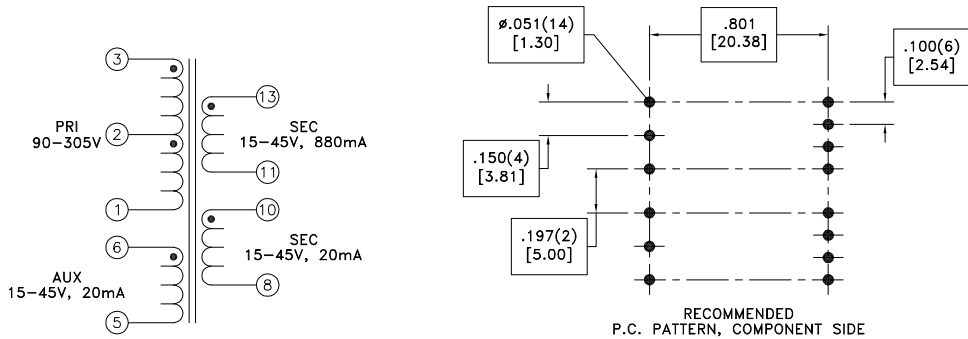 3
2
1
6
5
PRI
90-305V
AUX
15-45V, 20mA
13
11
10
8
SEC
15-45V, 880mA
SEC
15-45V, 20mA
ø.051(14)
[1.30]
.801
[20.38]
.100(6)
[2.54]
.150(4)
[3.81]
.197(2)
[5.00]
RECOMMENDED
P.C. PATTERN, COMPONENT SIDE